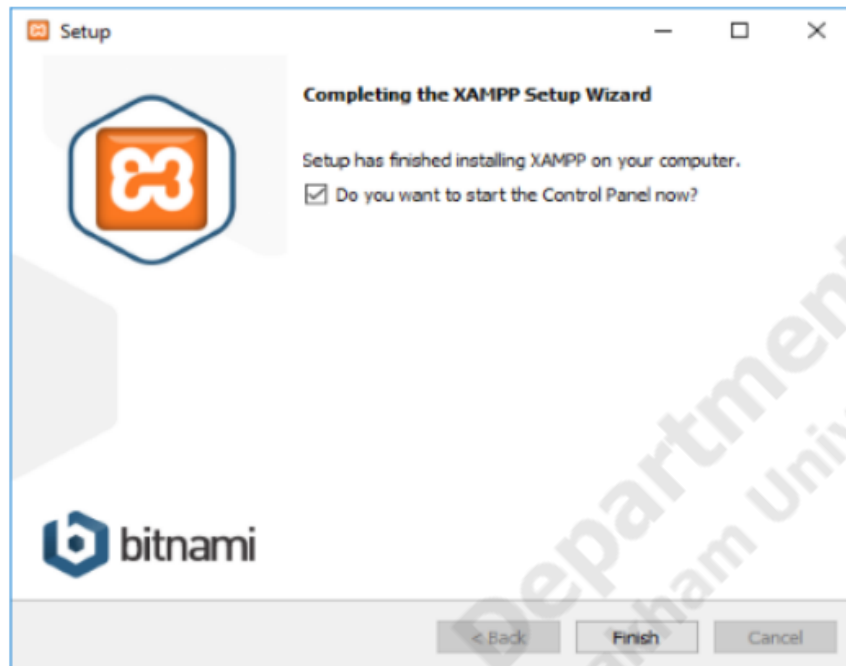 Setup
Completing the XAMPP Setup Wizard
Setup has finished installing XAMPP on your computer.
Do you want to start the Control Panel now?
bitnami
< Back
Finish
Cancel
Department